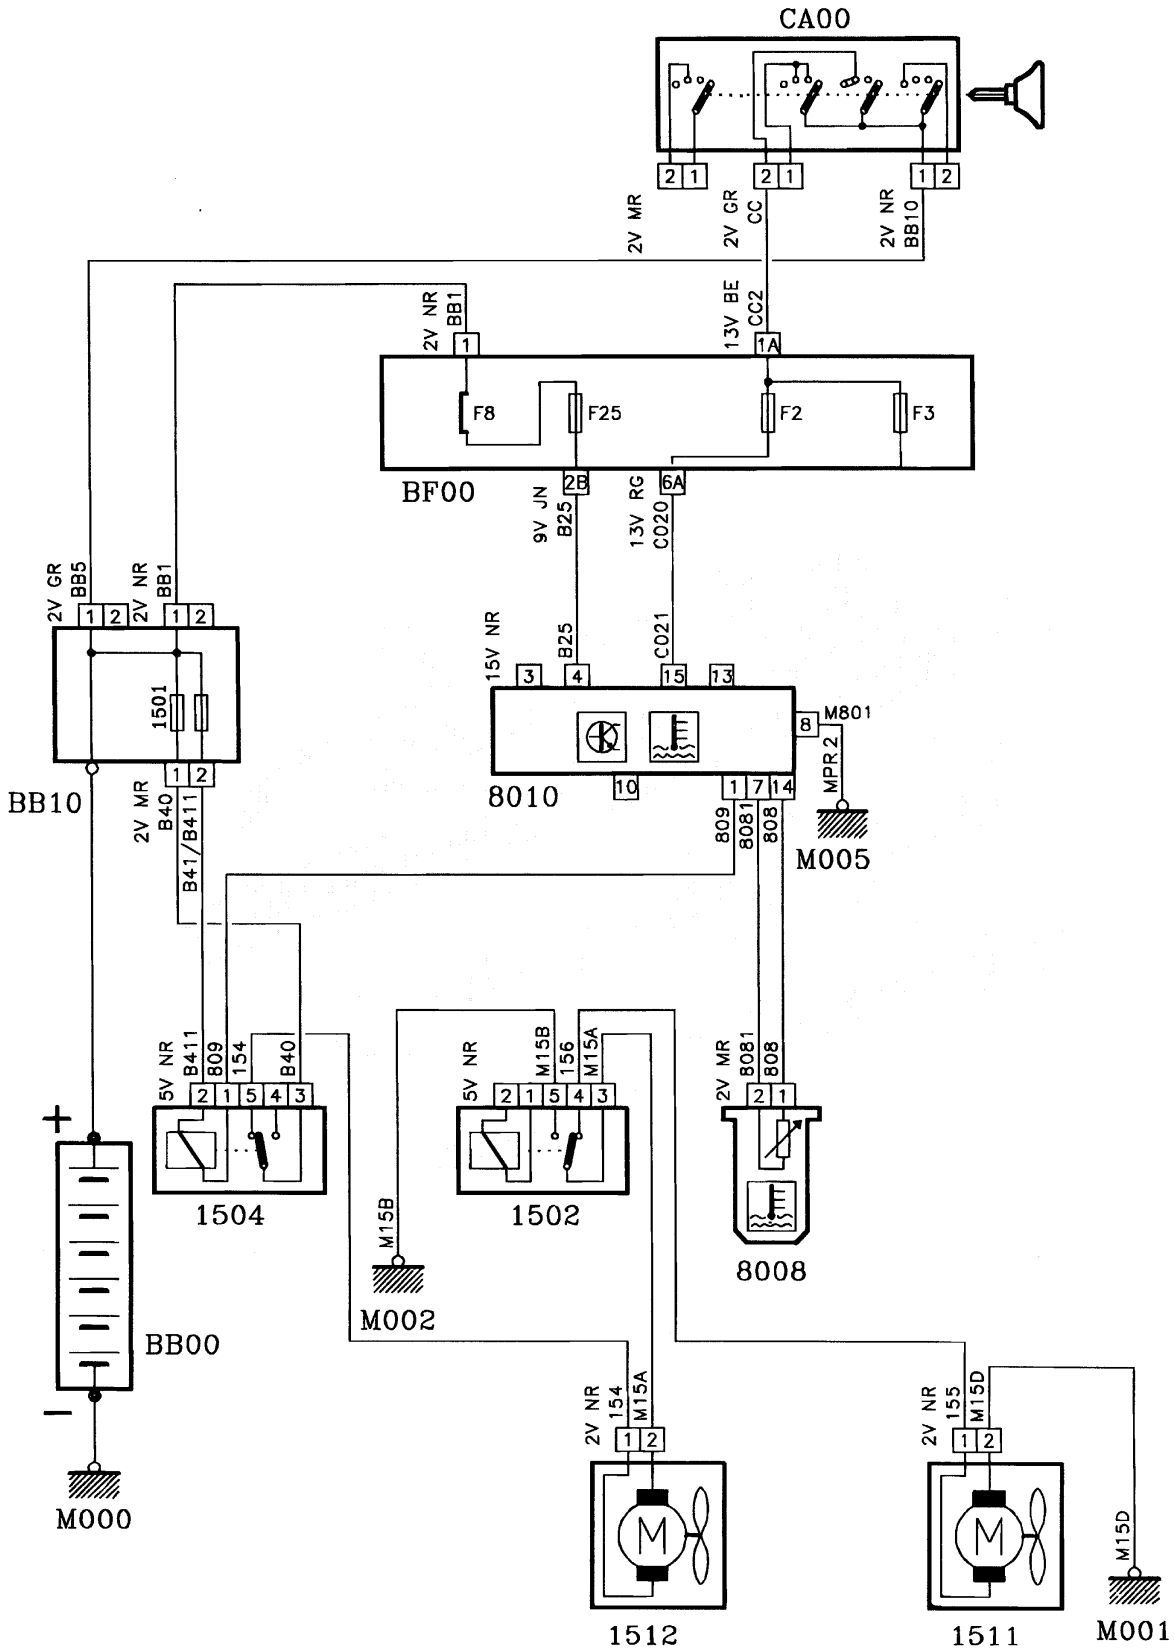 CA00
2 1
2 1
1 2
2V MR
2V GR
CC
2V NR
BB10
2V NR
BB1
13V BE
CC2
1
1A
F8
F25
F2
F3
BF00
2B
6A
9V JN
B25
13V RG
C020
2V GR
BB5
2V NR
BB1
1 2
1 2
1501
BB10
1 2
2V MR
B40
B41/B411
15V NR
B25
C021
3
4
15
13
8
M801
MPR2
M005
8010
10
1 7 14
809
8081
808
5V NR
B411
809
154
B40
2 1 5 4 3
1504
5V NR
M15B
156
M15A
2 1 5 4 3
1502
2V MR
8081
808
2 1
8008
M15B
M002
+
BB00
−
M000
2V NR
154
M15A
1 2
M
1512
2V NR
155
M15D
1 2
M
1511
M15D
M001